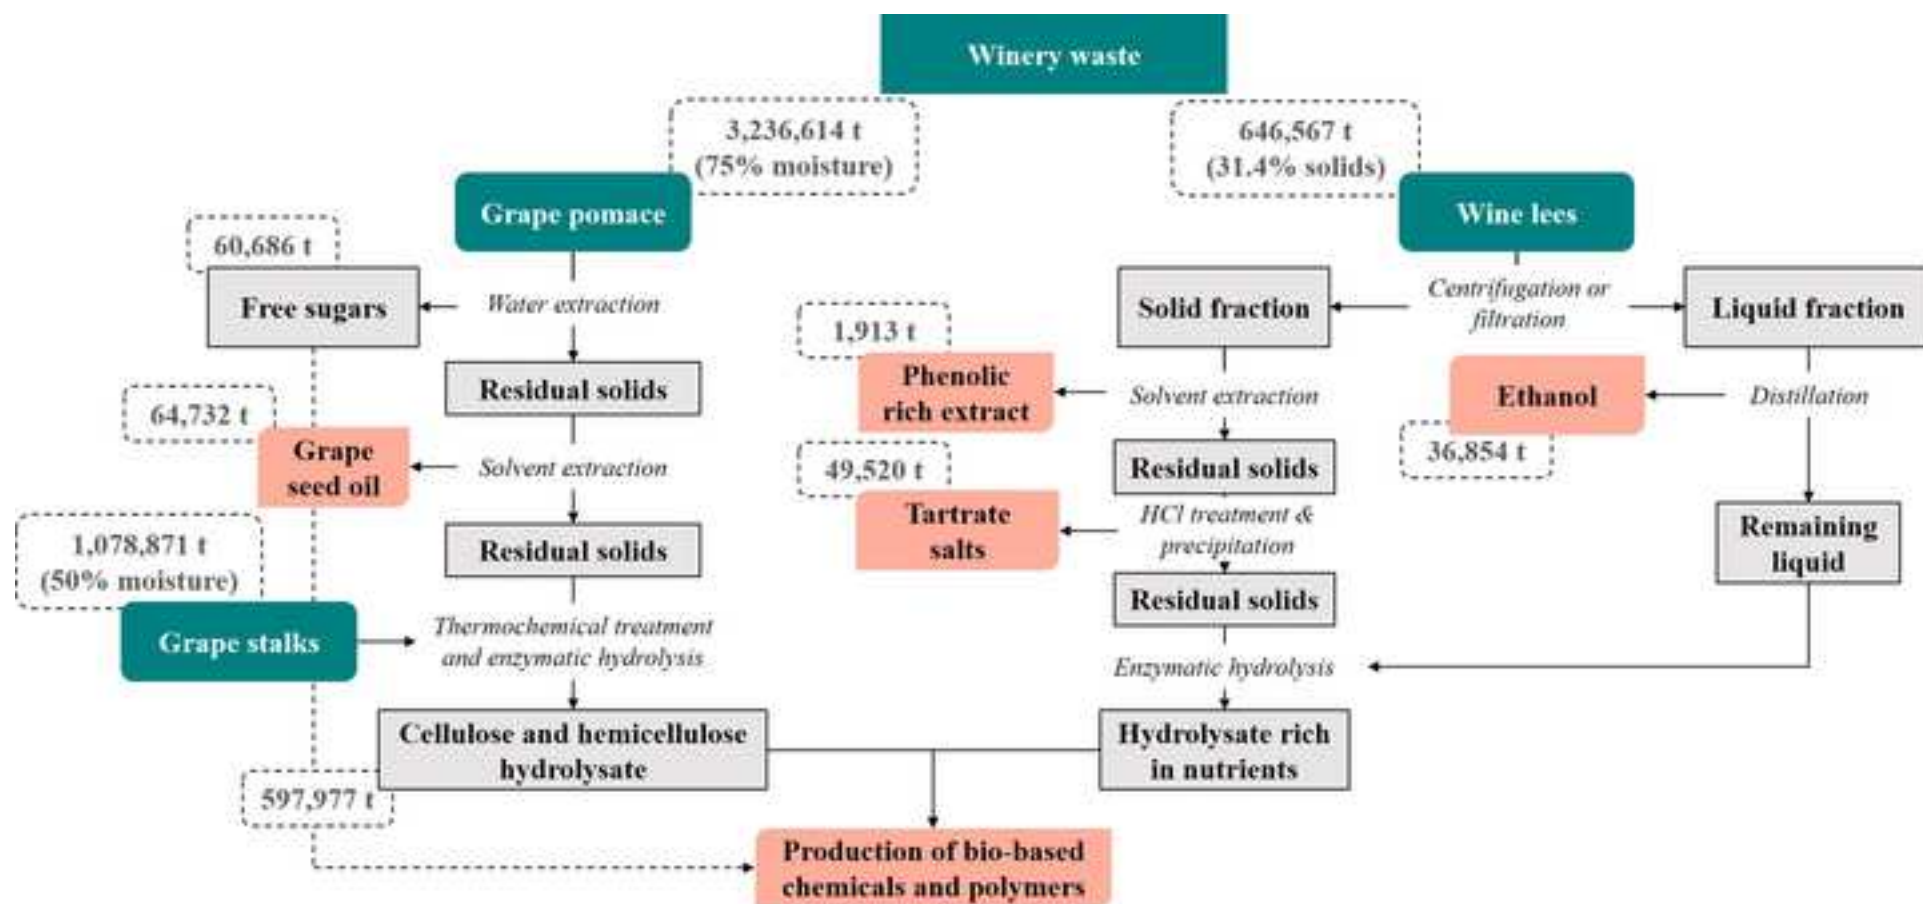 Winery waste
3,236,614 t
(75% moisture)
646,567 t
(31.4% solids)
Grape pomace
Wine lees
60,686 t
Free sugars
Water extraction
Solid fraction
Centrifugation or
filtration
Liquid fraction
1,913 t
Residual solids
Phenolic
rich extract
Solvent extraction
Ethanol
Distillation
64,732 t
36,854 t
Grape
seed oil
Solvent extraction
49,520 t
Residual solids
Tartrate
salts
HCl treatment &
precipitation
Remaining
liquid
1,078,871 t
(50% moisture)
Residual solids
Residual solids
Grape stalks
Thermochemical treatment
and enzymatic hydrolysis
Enzymatic hydrolysis
Cellulose and hemicellulose
hydrolysate
Hydrolysate rich
in nutrients
597,977 t
Production of bio-based
chemicals and polymers